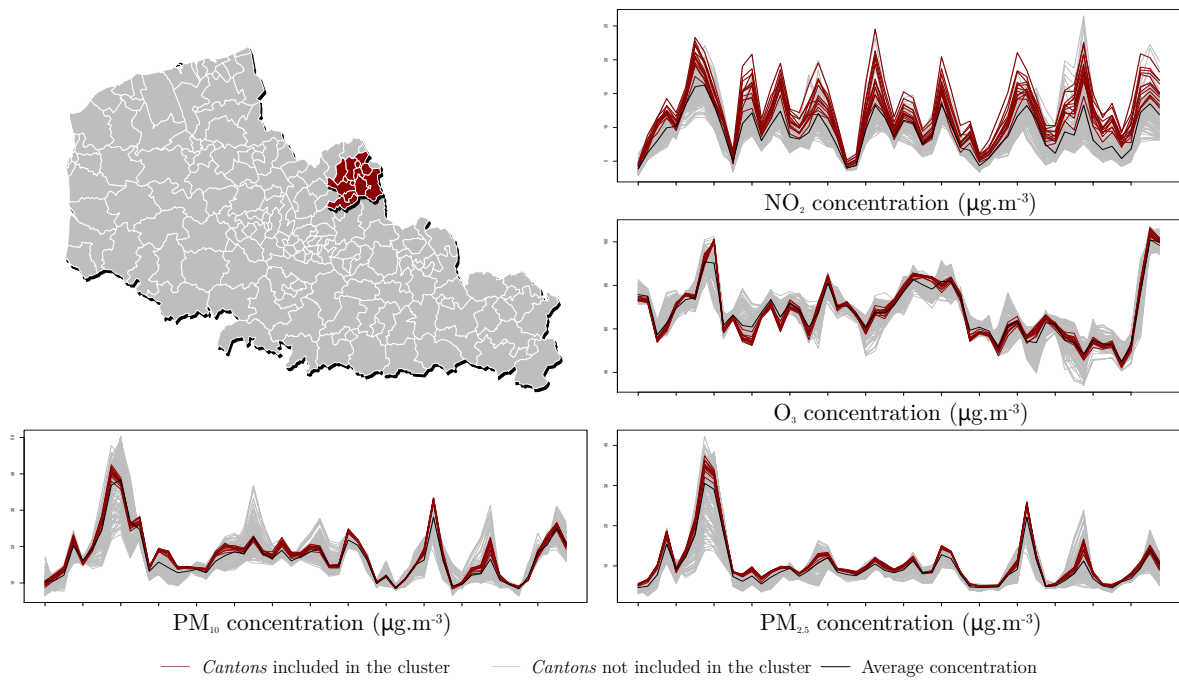 NO₂ concentration (µg.m⁻³)
O₃ concentration (µg.m⁻³)
PM₁₀ concentration (µg.m⁻³)
PM₂.₅ concentration (µg.m⁻³)
Cantons included in the cluster
Cantons not included in the cluster
Average concentration